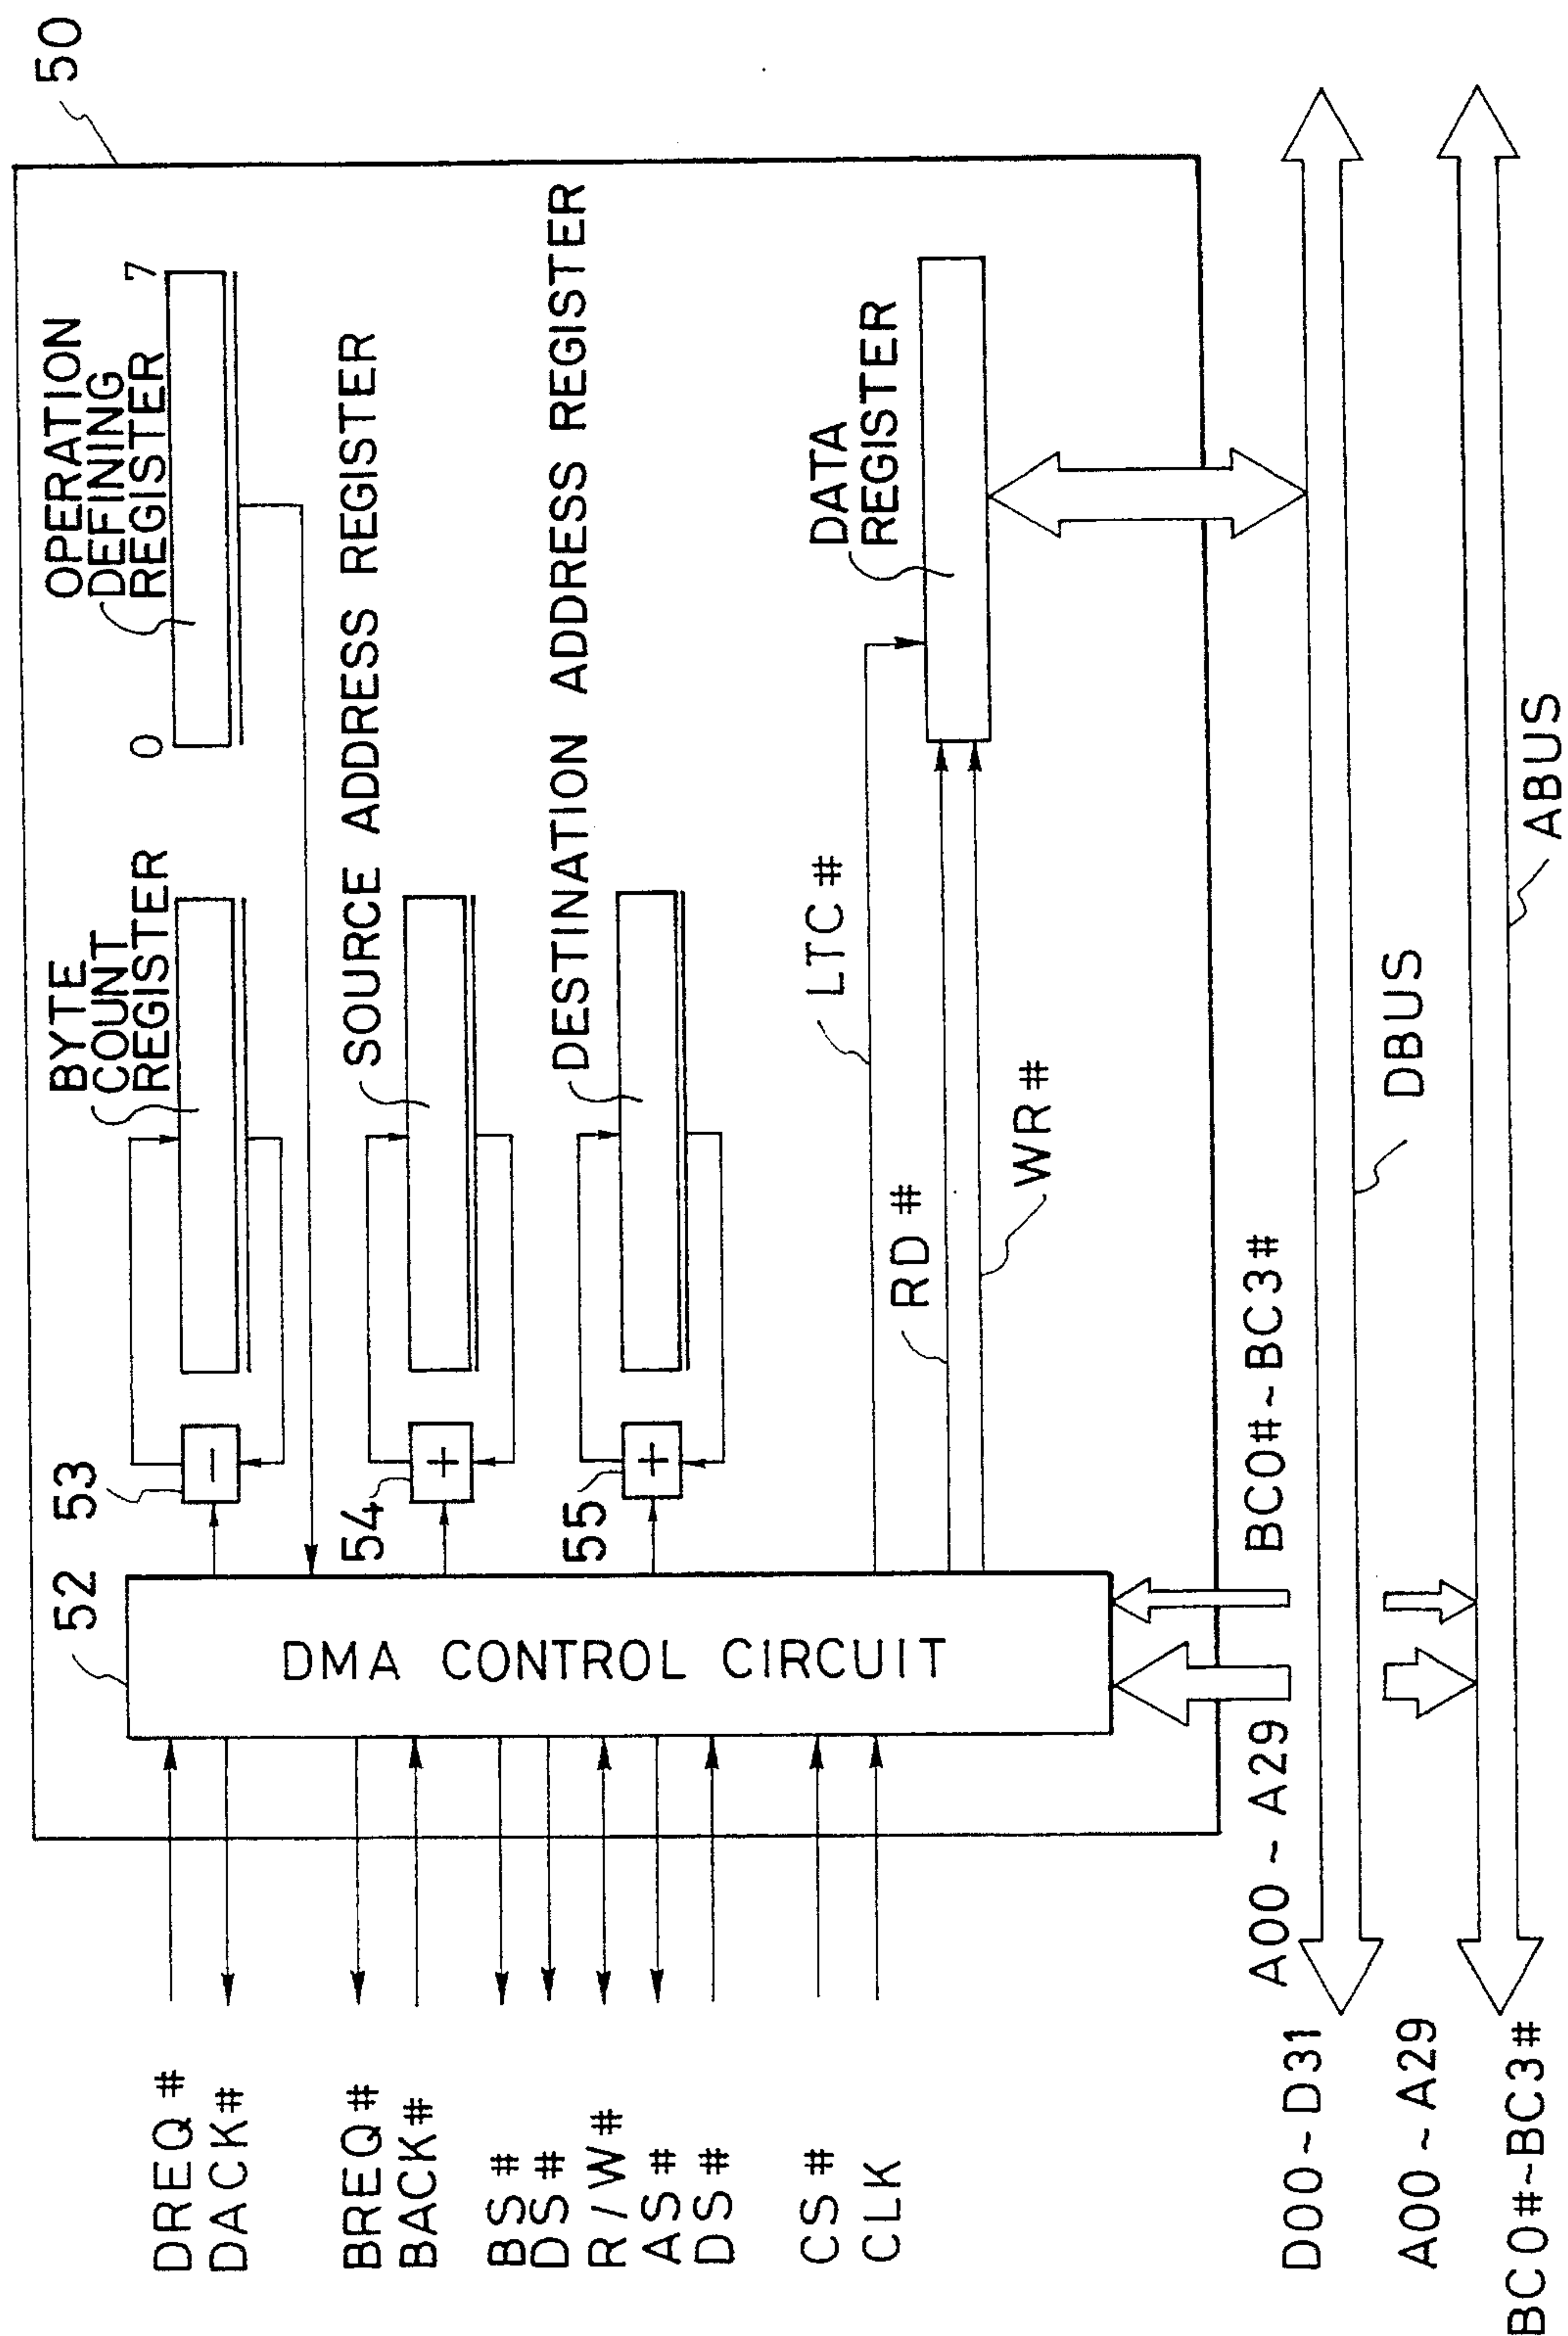 50
OPERATION
DEFINING
REGISTER
0
7
BYTE
COUNT
REGISTER
53
52
SOURCE ADDRESS REGISTER
54
DESTINATION ADDRESS REGISTER
55
DATA
REGISTER
LTC#
RD#
WR#
DMA CONTROL CIRCUIT
DREQ#
DACK#
BREQ#
BACK#
BS#
DS#
R/W#
AS#
DS#
CS#
CLK
A00~A29
BC0#~BC3#
D00~D31
DBUS
A00~A29
BC0#~BC3#
ABUS